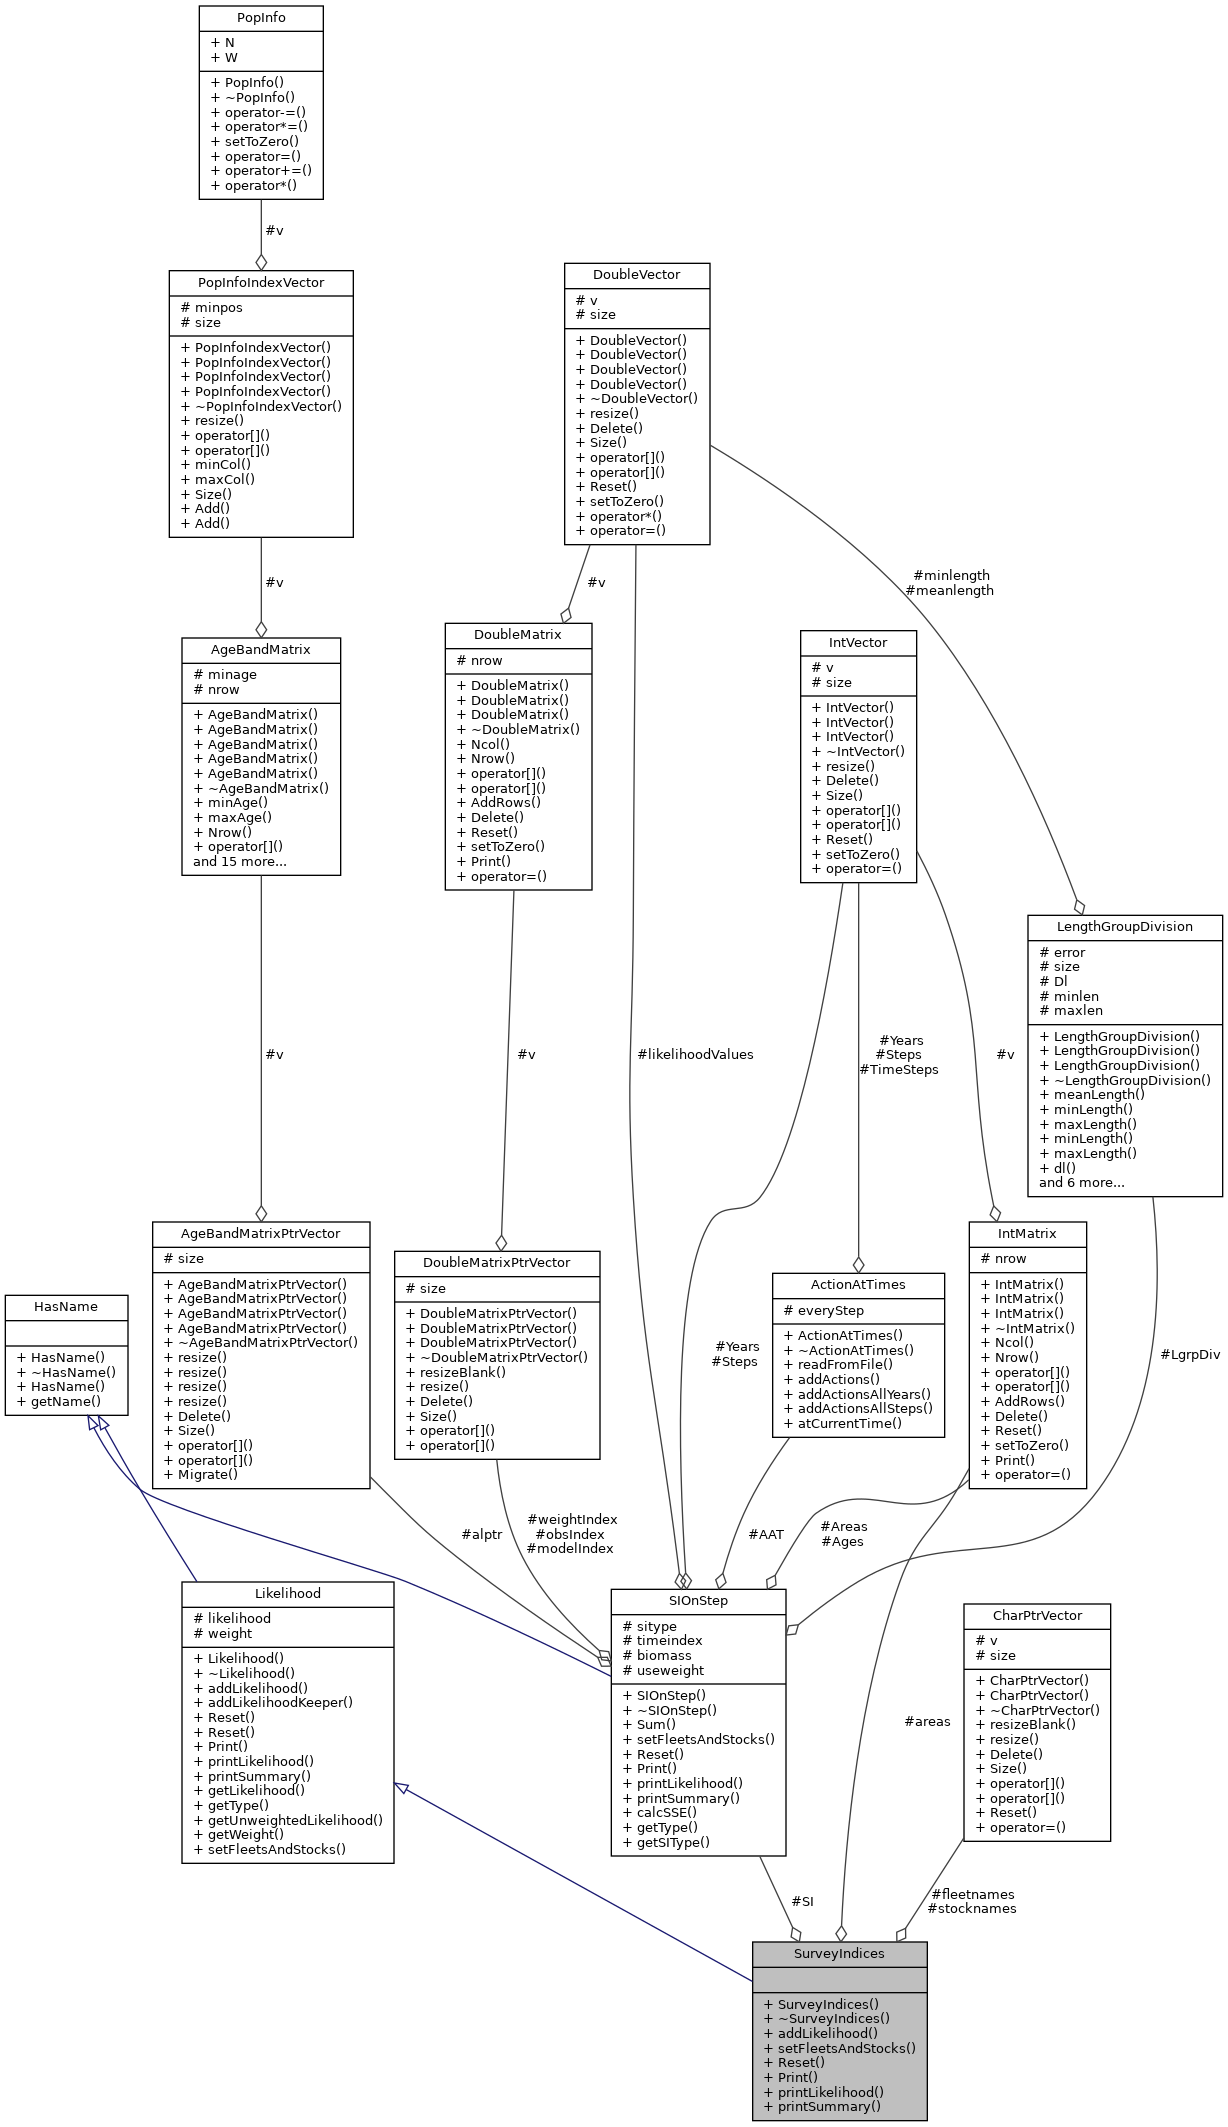 PopInfo
+ N
+ W
+ PopInfo()
+ ~PopInfo()
+ operator-=()
+ operator*=()
+ setToZero()
+ operator=()
+ operator+=()
+ operator*()
#v
PopInfoIndexVector
# minpos
# size
+ PopInfoIndexVector()
+ PopInfoIndexVector()
+ PopInfoIndexVector()
+ PopInfoIndexVector()
+ ~PopInfoIndexVector()
+ resize()
+ operator[]()
+ operator[]()
+ minCol()
+ maxCol()
+ Size()
+ Add()
+ Add()
#v
DoubleVector
# v
# size
+ DoubleVector()
+ DoubleVector()
+ DoubleVector()
+ DoubleVector()
+ ~DoubleVector()
+ resize()
+ Delete()
+ Size()
+ operator[]()
+ operator[]()
+ Reset()
+ setToZero()
+ operator*()
+ operator=()
#v
#minlength
#meanlength
AgeBandMatrix
# minage
# nrow
+ AgeBandMatrix()
+ AgeBandMatrix()
+ AgeBandMatrix()
+ AgeBandMatrix()
+ AgeBandMatrix()
+ ~AgeBandMatrix()
+ minAge()
+ maxAge()
+ Nrow()
+ operator[]()
and 15 more...
#v
DoubleMatrix
# nrow
+ DoubleMatrix()
+ DoubleMatrix()
+ DoubleMatrix()
+ ~DoubleMatrix()
+ Ncol()
+ Nrow()
+ operator[]()
+ operator[]()
+ AddRows()
+ Delete()
+ Reset()
+ setToZero()
+ Print()
+ operator=()
#v
#likelihoodValues
IntVector
# v
# size
+ IntVector()
+ IntVector()
+ IntVector()
+ ~IntVector()
+ resize()
+ Delete()
+ Size()
+ operator[]()
+ operator[]()
+ Reset()
+ setToZero()
+ operator=()
#Years
#Steps
#TimeSteps
#v
LengthGroupDivision
# error
# size
# Dl
# minlen
# maxlen
+ LengthGroupDivision()
+ LengthGroupDivision()
+ LengthGroupDivision()
+ ~LengthGroupDivision()
+ meanLength()
+ minLength()
+ maxLength()
+ minLength()
+ maxLength()
+ dl()
and 6 more...
HasName
+ HasName()
+ ~HasName()
+ HasName()
+ getName()
AgeBandMatrixPtrVector
# size
+ AgeBandMatrixPtrVector()
+ AgeBandMatrixPtrVector()
+ AgeBandMatrixPtrVector()
+ AgeBandMatrixPtrVector()
+ ~AgeBandMatrixPtrVector()
+ resize()
+ resize()
+ resize()
+ resize()
+ Delete()
+ Size()
+ operator[]()
+ operator[]()
+ Migrate()
DoubleMatrixPtrVector
# size
+ DoubleMatrixPtrVector()
+ DoubleMatrixPtrVector()
+ DoubleMatrixPtrVector()
+ ~DoubleMatrixPtrVector()
+ resizeBlank()
+ resize()
+ Delete()
+ Size()
+ operator[]()
+ operator[]()
#Years
#Steps
ActionAtTimes
# everyStep
+ ActionAtTimes()
+ ~ActionAtTimes()
+ readFromFile()
+ addActions()
+ addActionsAllYears()
+ addActionsAllSteps()
+ atCurrentTime()
IntMatrix
# nrow
+ IntMatrix()
+ IntMatrix()
+ IntMatrix()
+ ~IntMatrix()
+ Ncol()
+ Nrow()
+ operator[]()
+ operator[]()
+ AddRows()
+ Delete()
+ Reset()
+ setToZero()
+ Print()
+ operator=()
#LgrpDiv
#alptr
#weightIndex
#obsIndex
#modelIndex
#AAT
#Areas
#Ages
Likelihood
# likelihood
# weight
+ Likelihood()
+ ~Likelihood()
+ addLikelihood()
+ addLikelihoodKeeper()
+ Reset()
+ Reset()
+ Print()
+ printLikelihood()
+ printSummary()
+ getLikelihood()
+ getType()
+ getUnweightedLikelihood()
+ getWeight()
+ setFleetsAndStocks()
SIOnStep
# sitype
# timeindex
# biomass
# useweight
+ SIOnStep()
+ ~SIOnStep()
+ Sum()
+ setFleetsAndStocks()
+ Reset()
+ Print()
+ printLikelihood()
+ printSummary()
+ calcSSE()
+ getType()
+ getSIType()
#areas
CharPtrVector
# v
# size
+ CharPtrVector()
+ CharPtrVector()
+ ~CharPtrVector()
+ resizeBlank()
+ resize()
+ Delete()
+ Size()
+ operator[]()
+ operator[]()
+ Reset()
+ operator=()
#SI
#fleetnames
#stocknames
SurveyIndices
+ SurveyIndices()
+ ~SurveyIndices()
+ addLikelihood()
+ setFleetsAndStocks()
+ Reset()
+ Print()
+ printLikelihood()
+ printSummary()